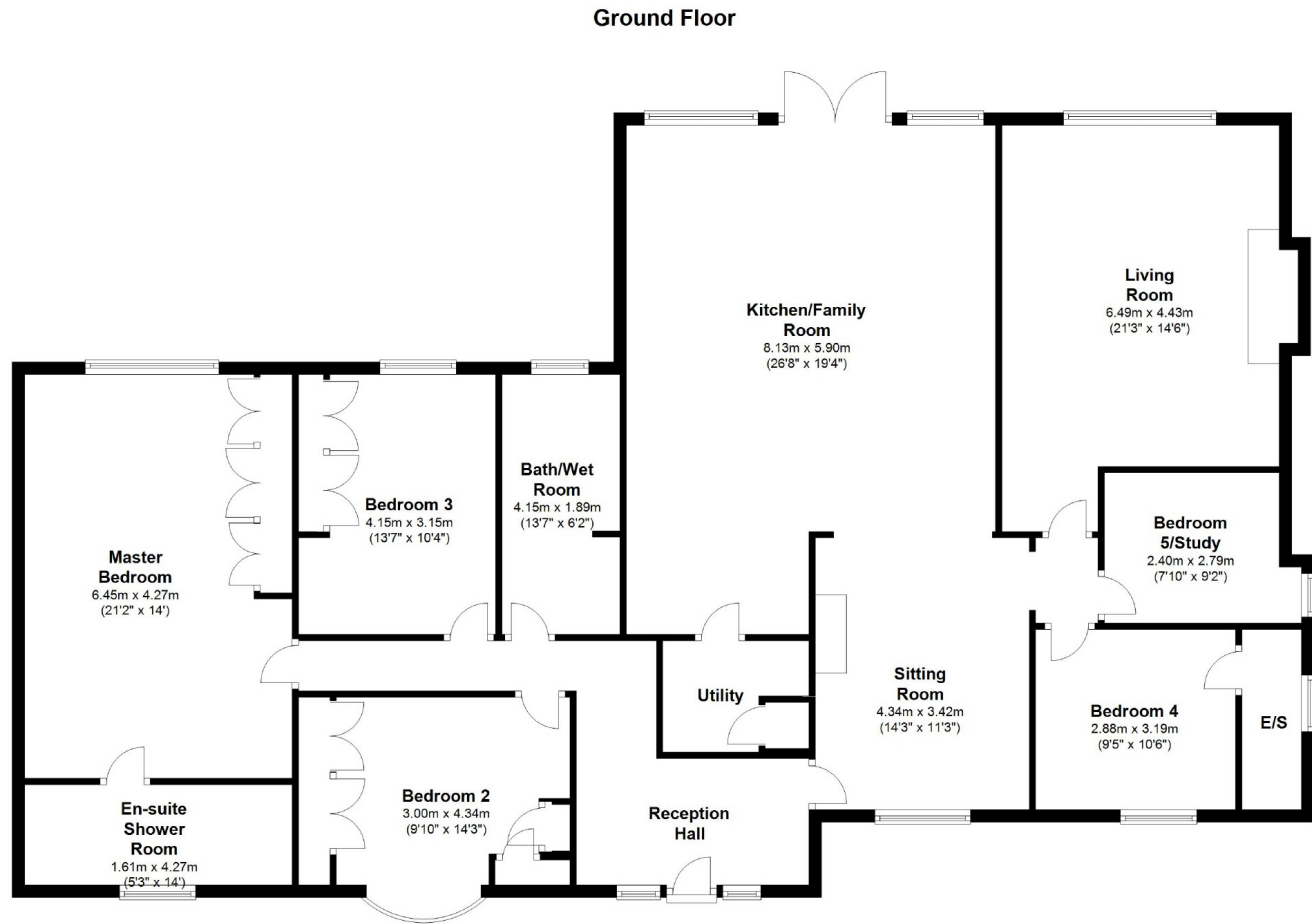 Ground Floor
Kitchen/Family
Room
8.13m x 5.90m
(26'8" x 19'4")
Living
Room
6.49m x 4.43m
(21'3" x 14'6")
Master
Bedroom
6.45m x 4.27m
(21'2" x 14')
Bedroom 3
4.15m x 3.15m
(13'7" x 10'4")
Bath/Wet
Room
4.15m x 1.89m
(13'7" x 6'2")
Bedroom
5/Study
2.40m x 2.79m
(7'10" x 9'2")
Utility
Sitting
Room
4.34m x 3.42m
(14'3" x 11'3")
Bedroom 4
2.88m x 3.19m
(9'5" x 10'6")
E/S
En-suite
Shower
Room
1.61m x 4.27m
(5'3" x 14')
Bedroom 2
3.00m x 4.34m
(9'10" x 14'3")
Reception
Hall